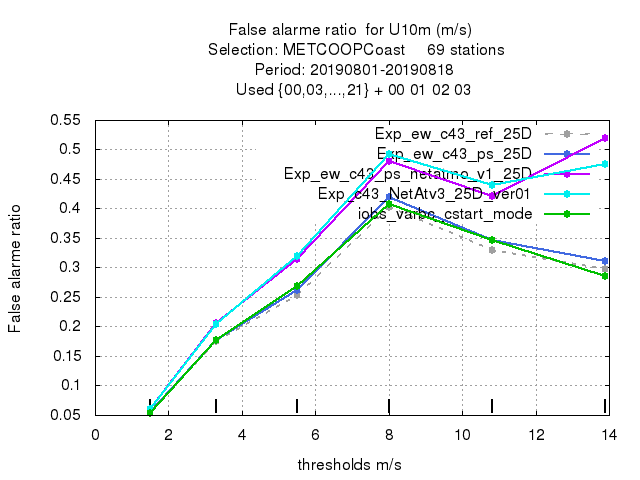 False alarme ratio for U10m (m/s)
Selection: METCOOPCoast 69 stations
Period: 20190801-20190818
Used {00,03,...,21} + 00 01 02 03
Exp_ew_c43_ref_25D
Exp_ew_c43_ps_25D
Exp_ew_c43_ps_netatmo_v1_25D
Exp_c43_NetAtv3_25D_ver01
iobs_varbc_cstart_mode
False alarme ratio
0.55
0.5
0.45
0.4
0.35
0.3
0.25
0.2
0.15
0.1
0.05
0 2 4 6 8 10 12 14
thresholds m/s